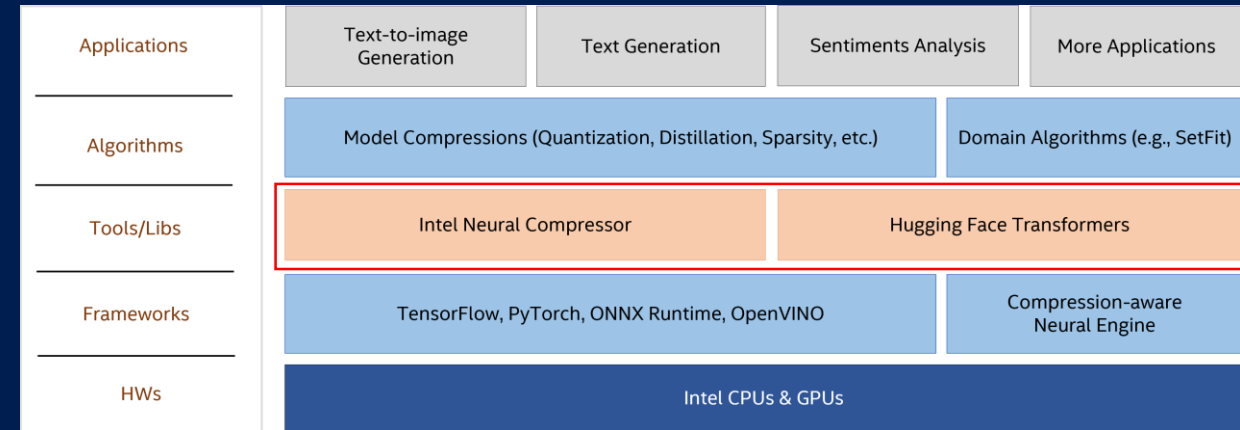 Applications
Text-to-image
Generation
Text Generation
Sentiments Analysis
More Applications
Algorithms
Model Compressions (Quantization, Distillation, Sparsity, etc.)
Domain Algorithms (e.g., SetFit)
Tools/Libs
Intel Neural Compressor
Hugging Face Transformers
Frameworks
TensorFlow, PyTorch, ONNX Runtime, OpenVINO
Compression-aware
Neural Engine
HWs
Intel CPUs & GPUs